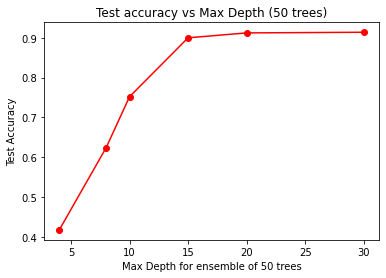 Test accuracy vs Max Depth (50 trees)
Test Accuracy
0.9
0.8
0.7
0.6
0.5
0.4
5 10 15 20 25 30
Max Depth for ensemble of 50 trees